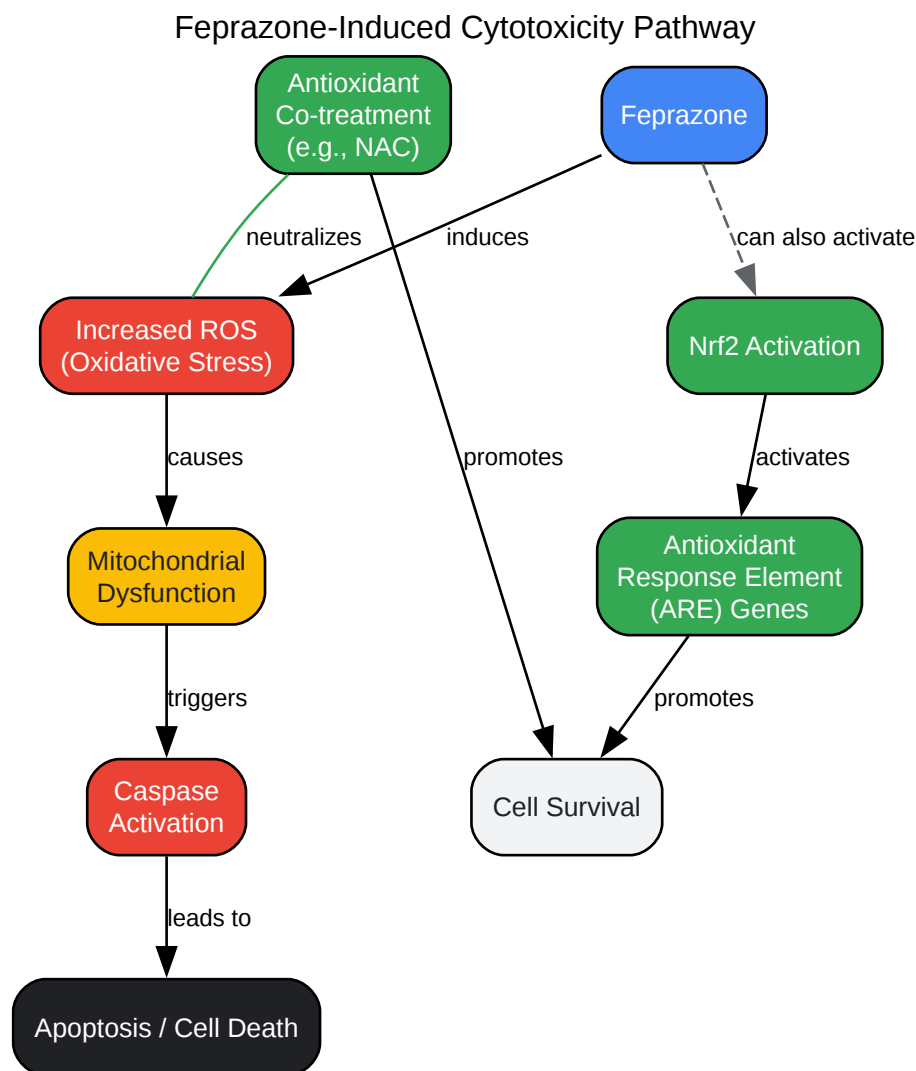 Feprazone-Induced Cytotoxicity Pathway
Antioxidant
Co-treatment
(e.g., NAC)
Feprazone
neutralizes
induces
can also activate
Increased ROS
(Oxidative Stress)
Nrf2 Activation
causes
promotes
activates
Mitochondrial
Dysfunction
Antioxidant
Response Element
(ARE) Genes
triggers
promotes
Caspase
Activation
Cell Survival
leads to
Apoptosis / Cell Death